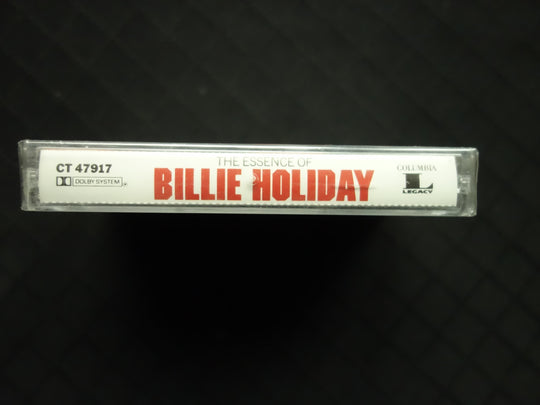 CT 47917
DOLBY SYSTEM
THE ESSENCE OF
BILLIE HOLIDAY
COLUMBIA
L
LEGACY